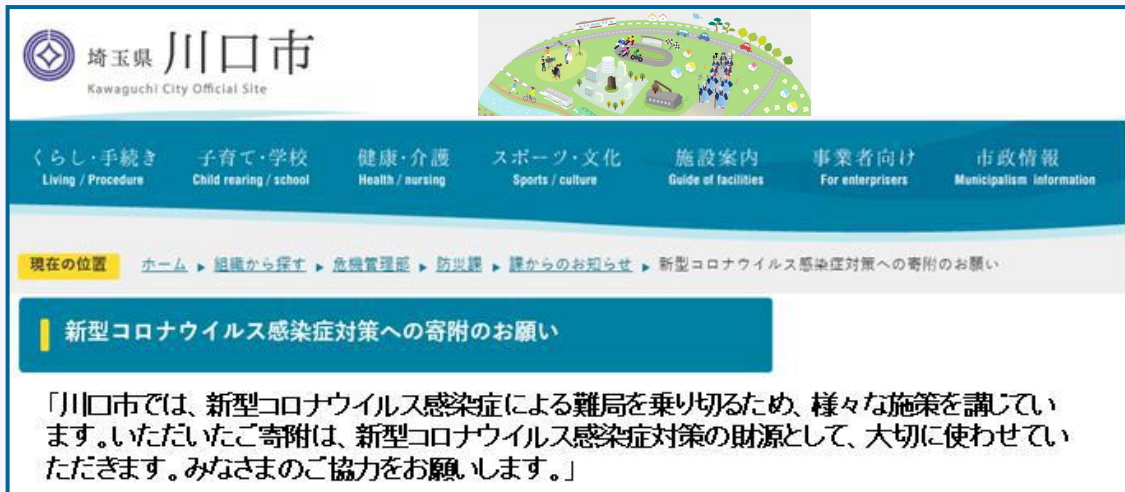 埼玉県 川口市
Kawaguchi City Official Site
くらし・手続き 子育て・学校 健康・介護 スポーツ・文化 施設案内 事業者向け 市政情報
Living / Procedure Child rearing / school Health / nursing Sports / culture Guide of facilities For enterprisers Municipalism information
現在の位置 ホーム ▶ 組織から探す ▶ 危機管理部 ▶ 防災課 ▶ 課からのお知らせ ▶ 新型コロナウイルス感染症対策への寄附のお願い
新型コロナウイルス感染症対策への寄附のお願い
「川口市では、新型コロナウイルス感染症による難局を乗り切るため、様々な施策を講じてい
ます。いただいたご寄附は、新型コロナウイルス感染症対策の財源として、大切に使わせてい
ただきます。みなさまのご協力をお願いします。」